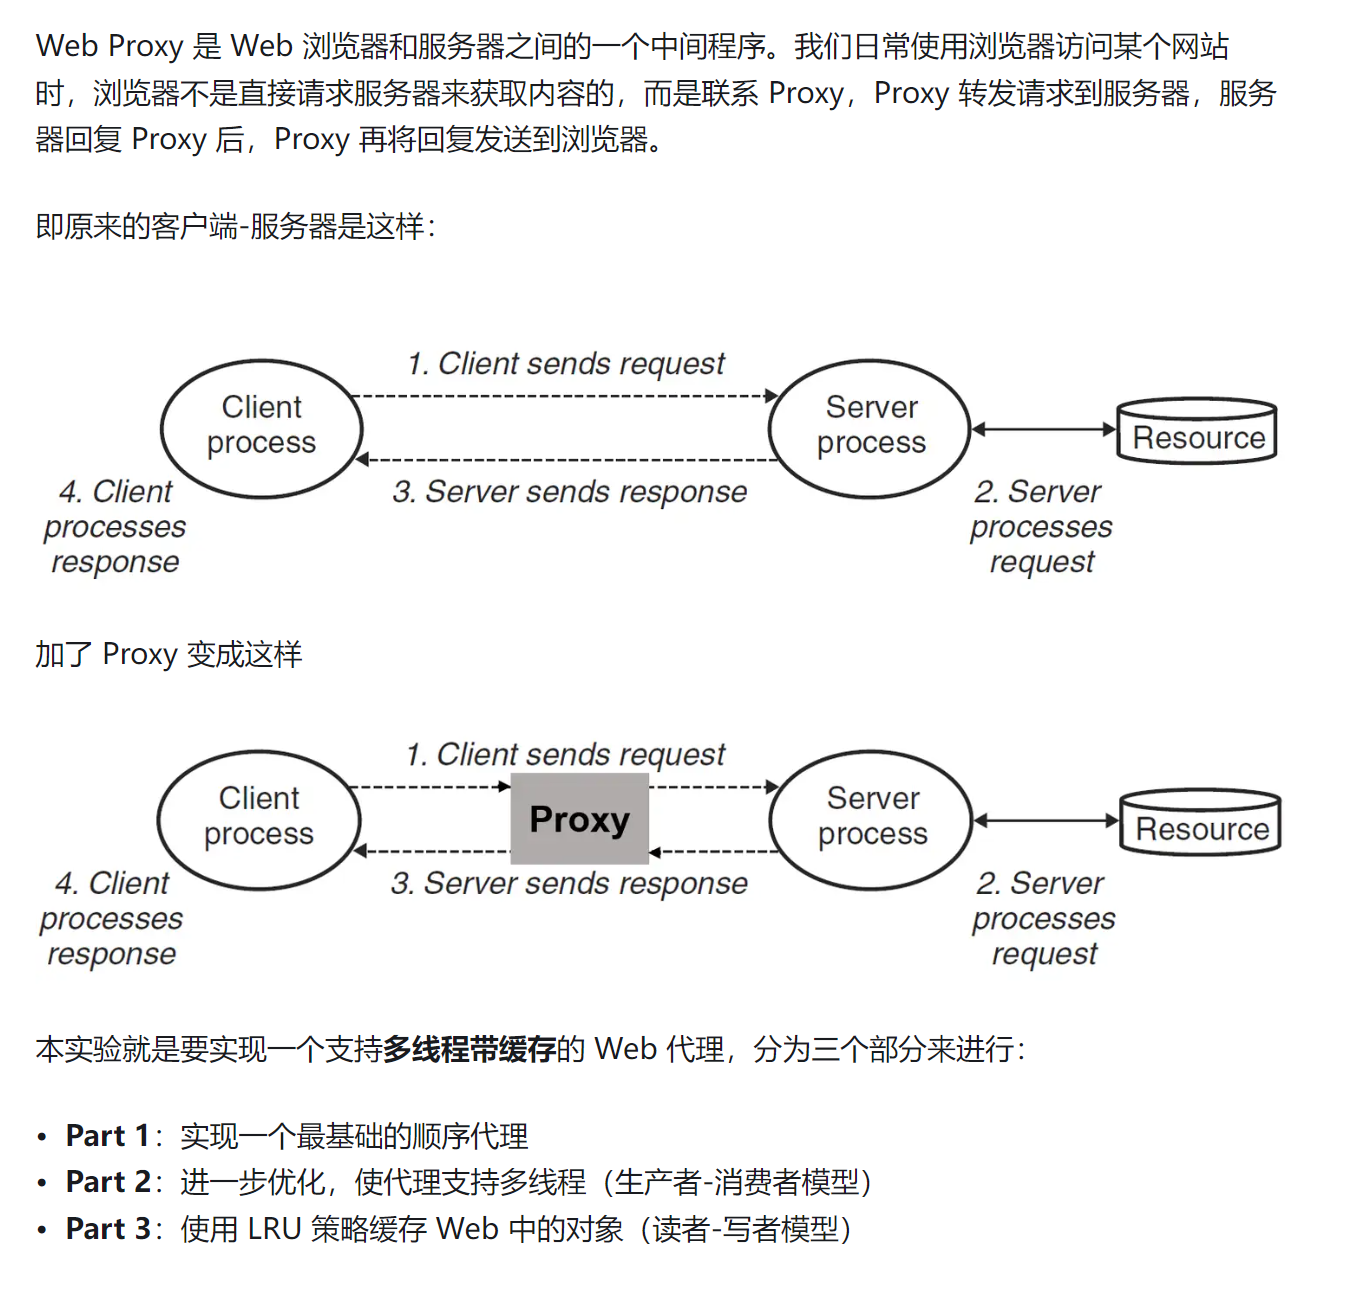 Web Proxy 是 Web 浏览器和服务器之间的一个中间程序。我们日常使用浏览器访问某个网站
时，浏览器不是直接请求服务器来获取内容的，而是联系 Proxy，Proxy 转发请求到服务器，服务
器回复 Proxy 后，Proxy 再将回复发送到浏览器。
即原来的客户端-服务器是这样：
1. Client sends request
Client
process
Server
process
Resource
4. Client
processes
response
3. Server sends response
2. Server
processes
request
加了 Proxy 变成这样
1. Client sends request
Client
process
Proxy
Server
process
Resource
4. Client
processes
response
3. Server sends response
2. Server
processes
request
本实验就是要实现一个支持多线程带缓存的 Web 代理，分为三个部分来进行：
• Part 1：实现一个最基础的顺序代理
• Part 2：进一步优化，使代理支持多线程（生产者-消费者模型）
• Part 3：使用 LRU 策略缓存 Web 中的对象（读者-写者模型）